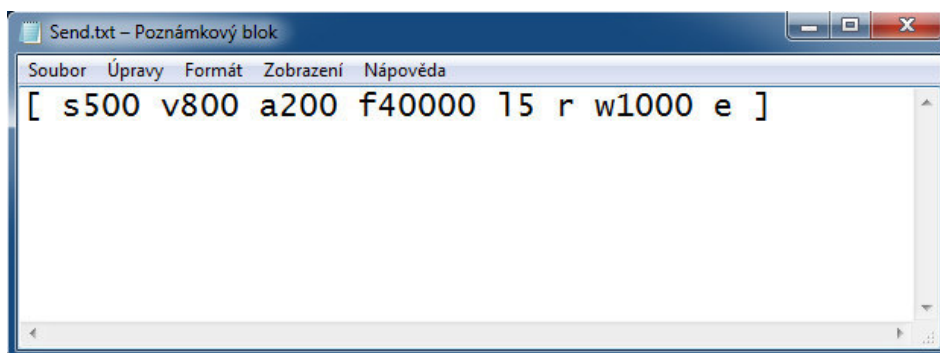 Send.txt – Poznámkový blok
Soubor Úpravy Formát Zobrazení Nápověda
[ s500 v800 a200 f40000 l5 r w1000 e ]